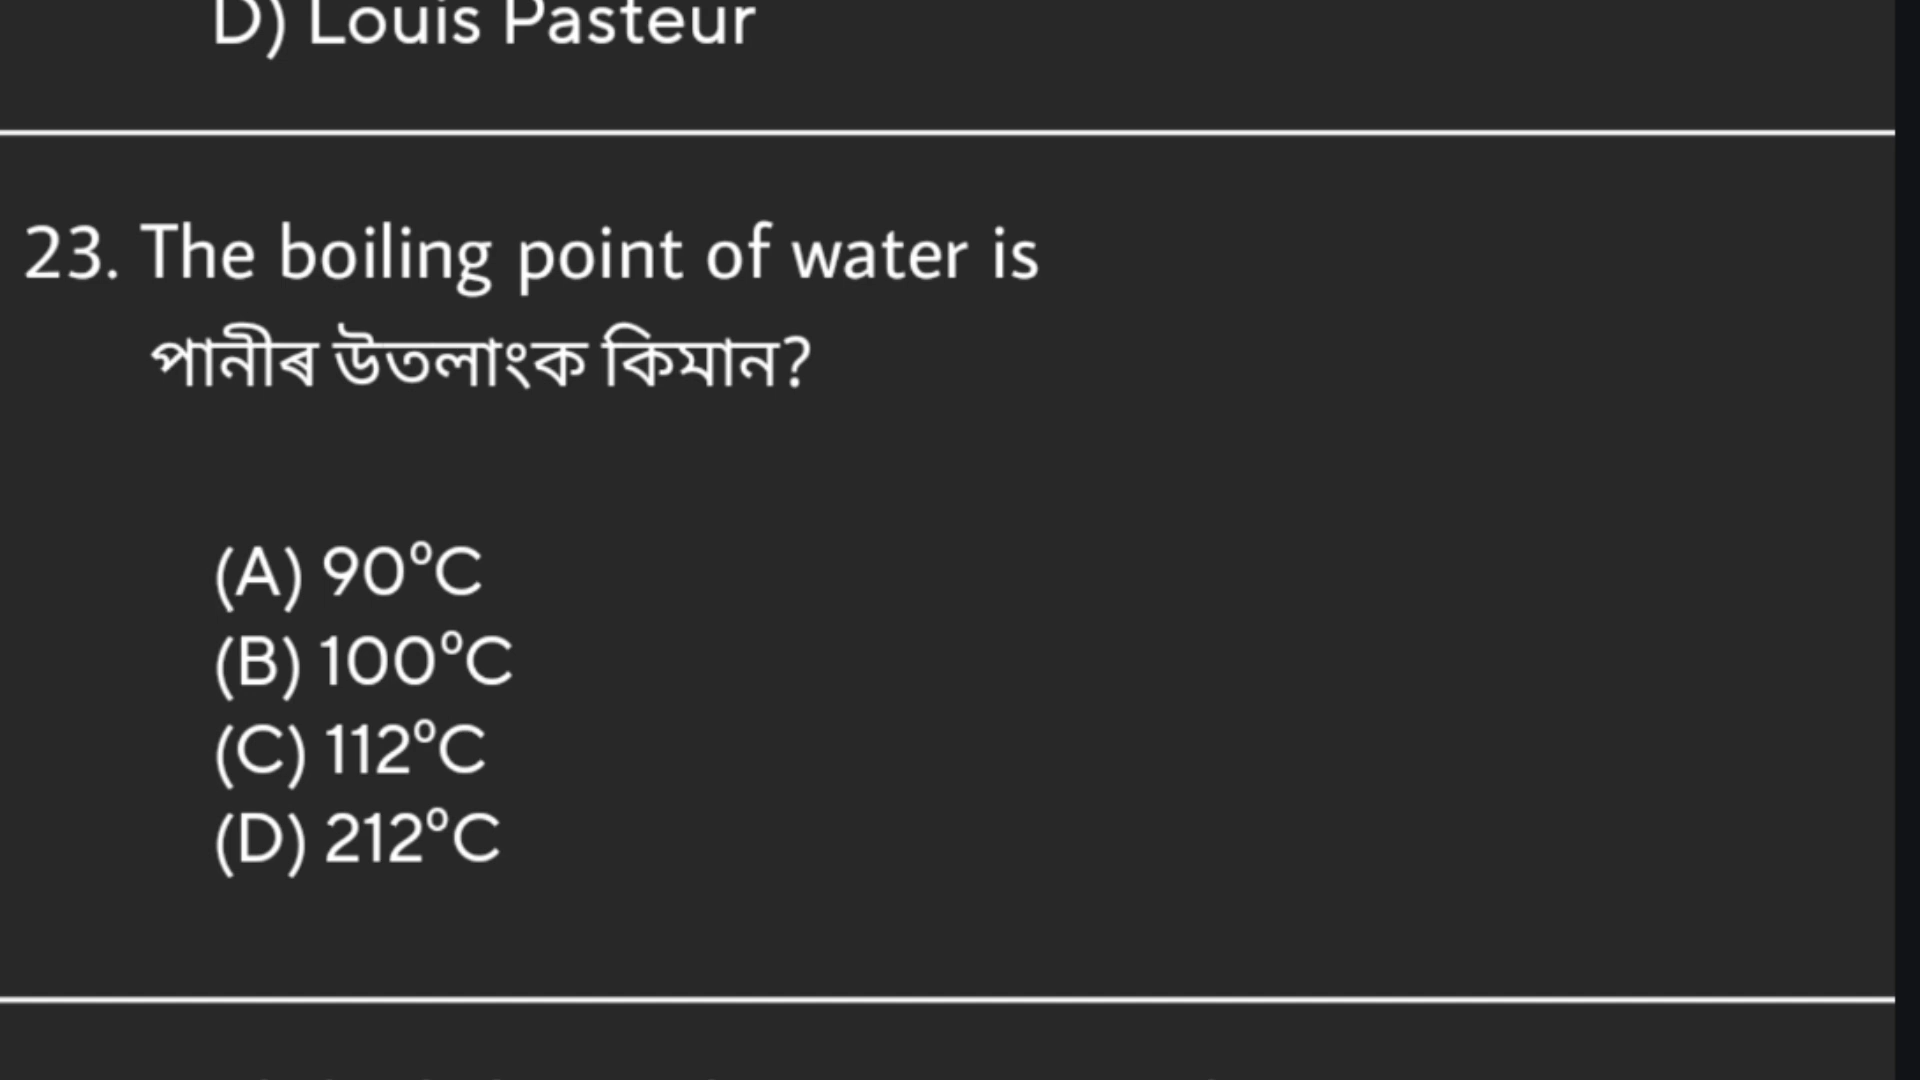 D) Louis Pasteur
23. The boiling point of water is
পানীৰ উতলাংক কিমান?
(A) 90°C
(B) 100°C
(C) 112°C
(D) 212°C